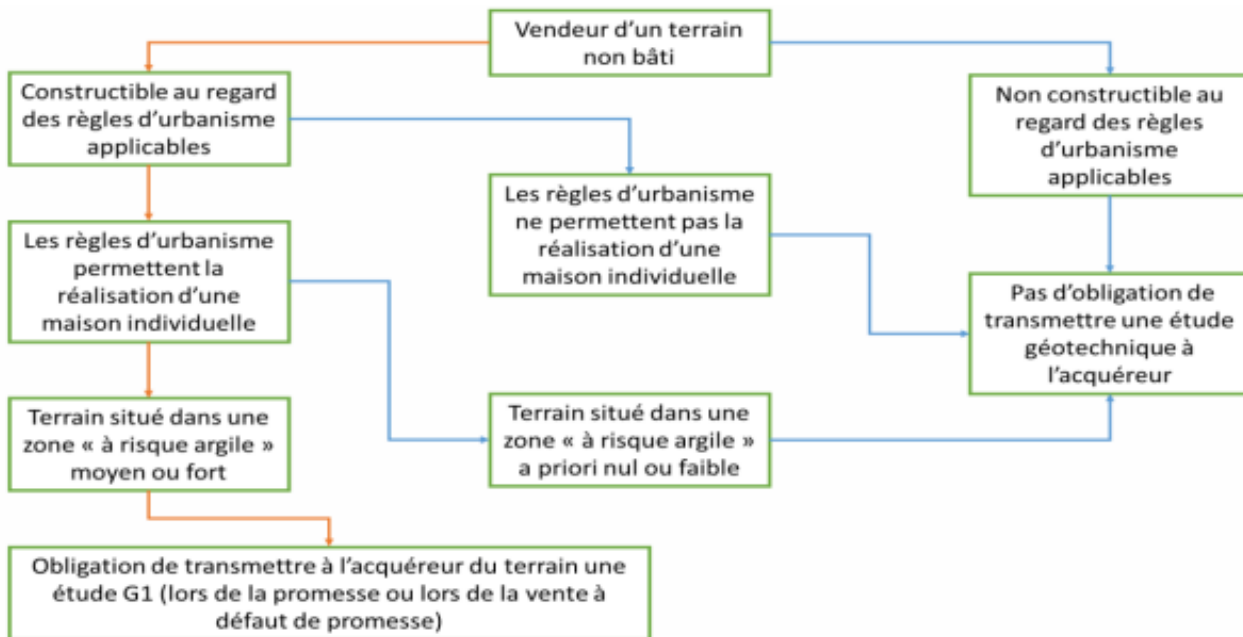 Vendeur d'un terrain
non bâti
Constructible au regard
des règles d'urbanisme
applicables
Non constructible au
regard des règles
d'urbanisme
applicables
Les règles d'urbanisme
ne permettent pas la
réalisation d'une
maison individuelle
Les règles d'urbanisme
permettent la
réalisation d'une
maison individuelle
Pas d'obligation de
transmettre une étude
géotechnique à
l'acquéreur
Terrain situé dans une
zone « à risque argile »
moyen ou fort
Terrain situé dans une
zone « à risque argile »
a priori nul ou faible
Obligation de transmettre à l'acquéreur du terrain une
étude G1 (lors de la promesse ou lors de la vente à
défaut de promesse)